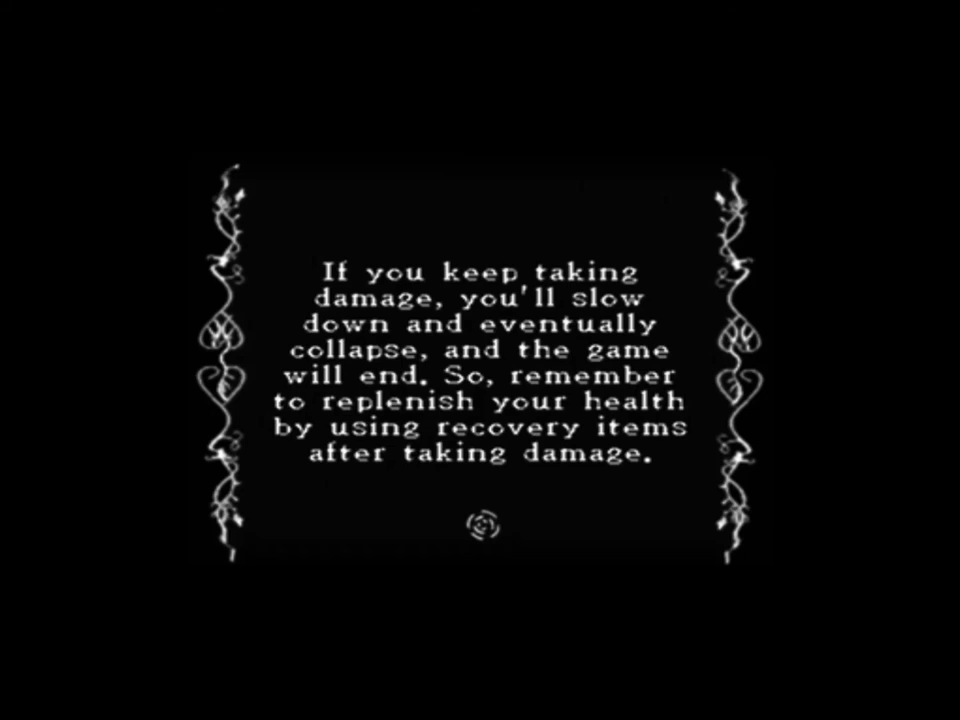 If you keep taking
damage, you'll slow
down and eventually
collapse, and the game
will end. So, remember
to replenish your health
by using recovery items
after taking damage.